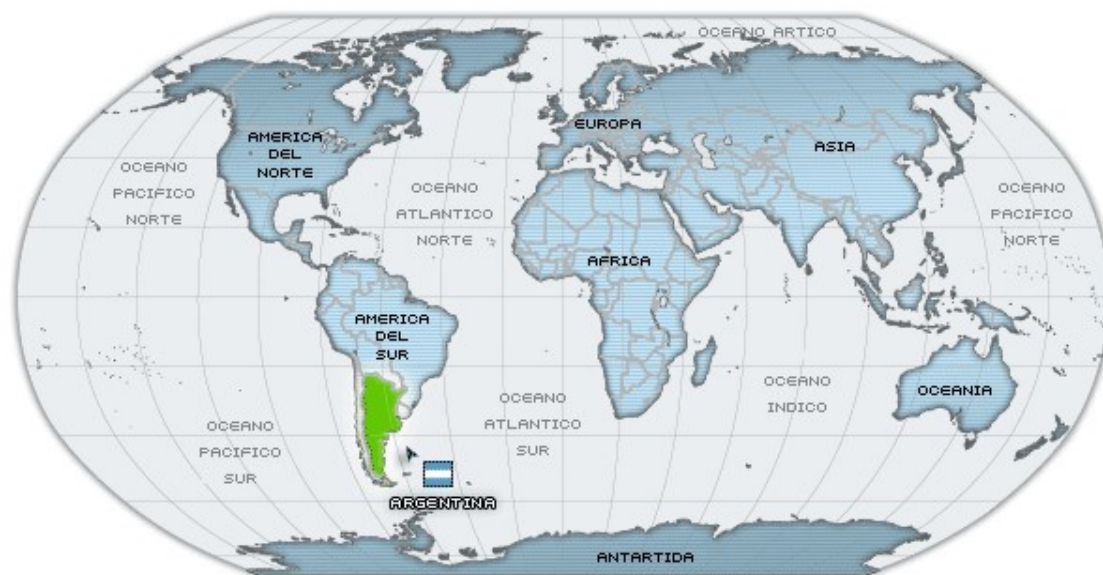 OCEANO ARTICO
EUROPA
AMERICA
DEL
NORTE
ASIA
OCEANO
PACIFICO
NORTE
OCEANO
ATLANTICO
NORTE
OCEANO
PACIFICO
NORTE
AFRICA
AMERICA
DEL
SUR
OCEANO
INDICO
OCEANIA
OCEANO
ATLANTICO
SUR
OCEANO
PACIFICO
SUR
ARGENTINA
ANTARTIDA